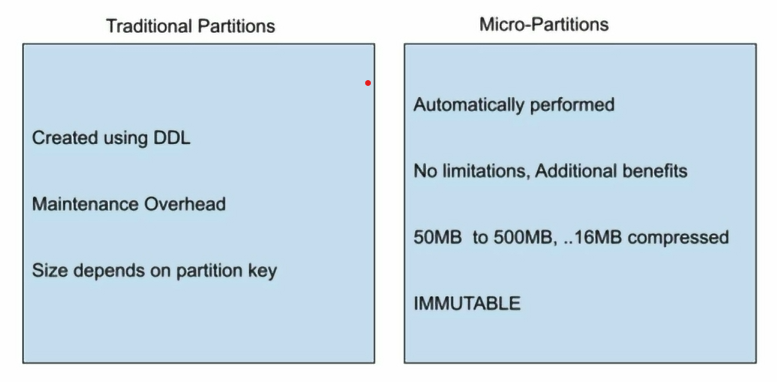 Traditional Partitions
Created using DDL
Maintenance Overhead
Size depends on partition key
Micro-Partitions
Automatically performed
No limitations, Additional benefits
50MB  to 500MB, ..16MB compressed
IMMUTABLE